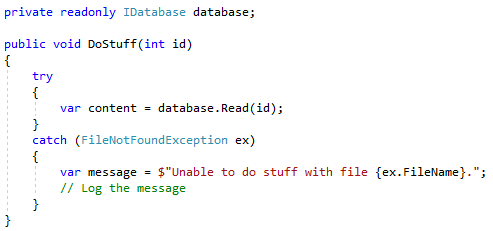 private readonly IDatabase database;

public void DoStuff(int id)
{
    try
    {
        var content = database.Read(id);
    }
    catch (FileNotFoundException ex)
    {
        var message = $"Unable to do stuff with file {ex.FileName}.";
        // Log the message
    }
}